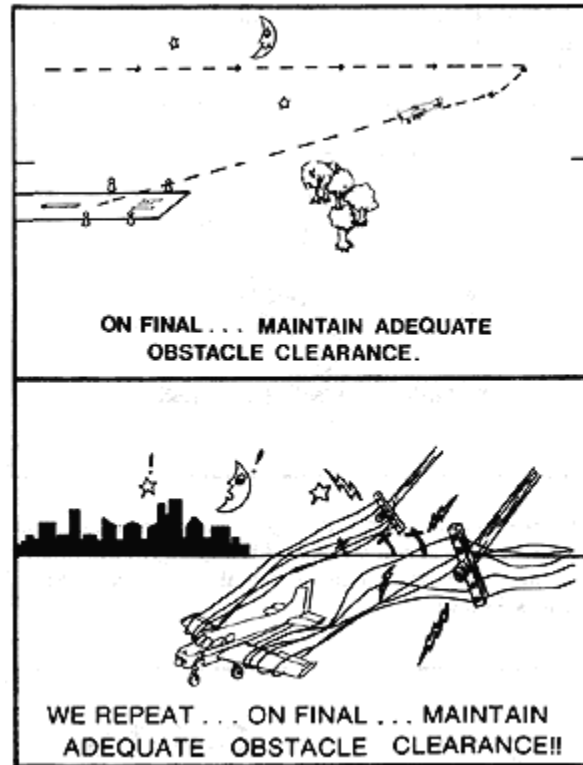 ON FINAL . . . MAINTAIN ADEQUATE
OBSTACLE CLEARANCE.
! !
WE REPEAT . . . ON FINAL . . . MAINTAIN
ADEQUATE OBSTACLE CLEARANCE!!